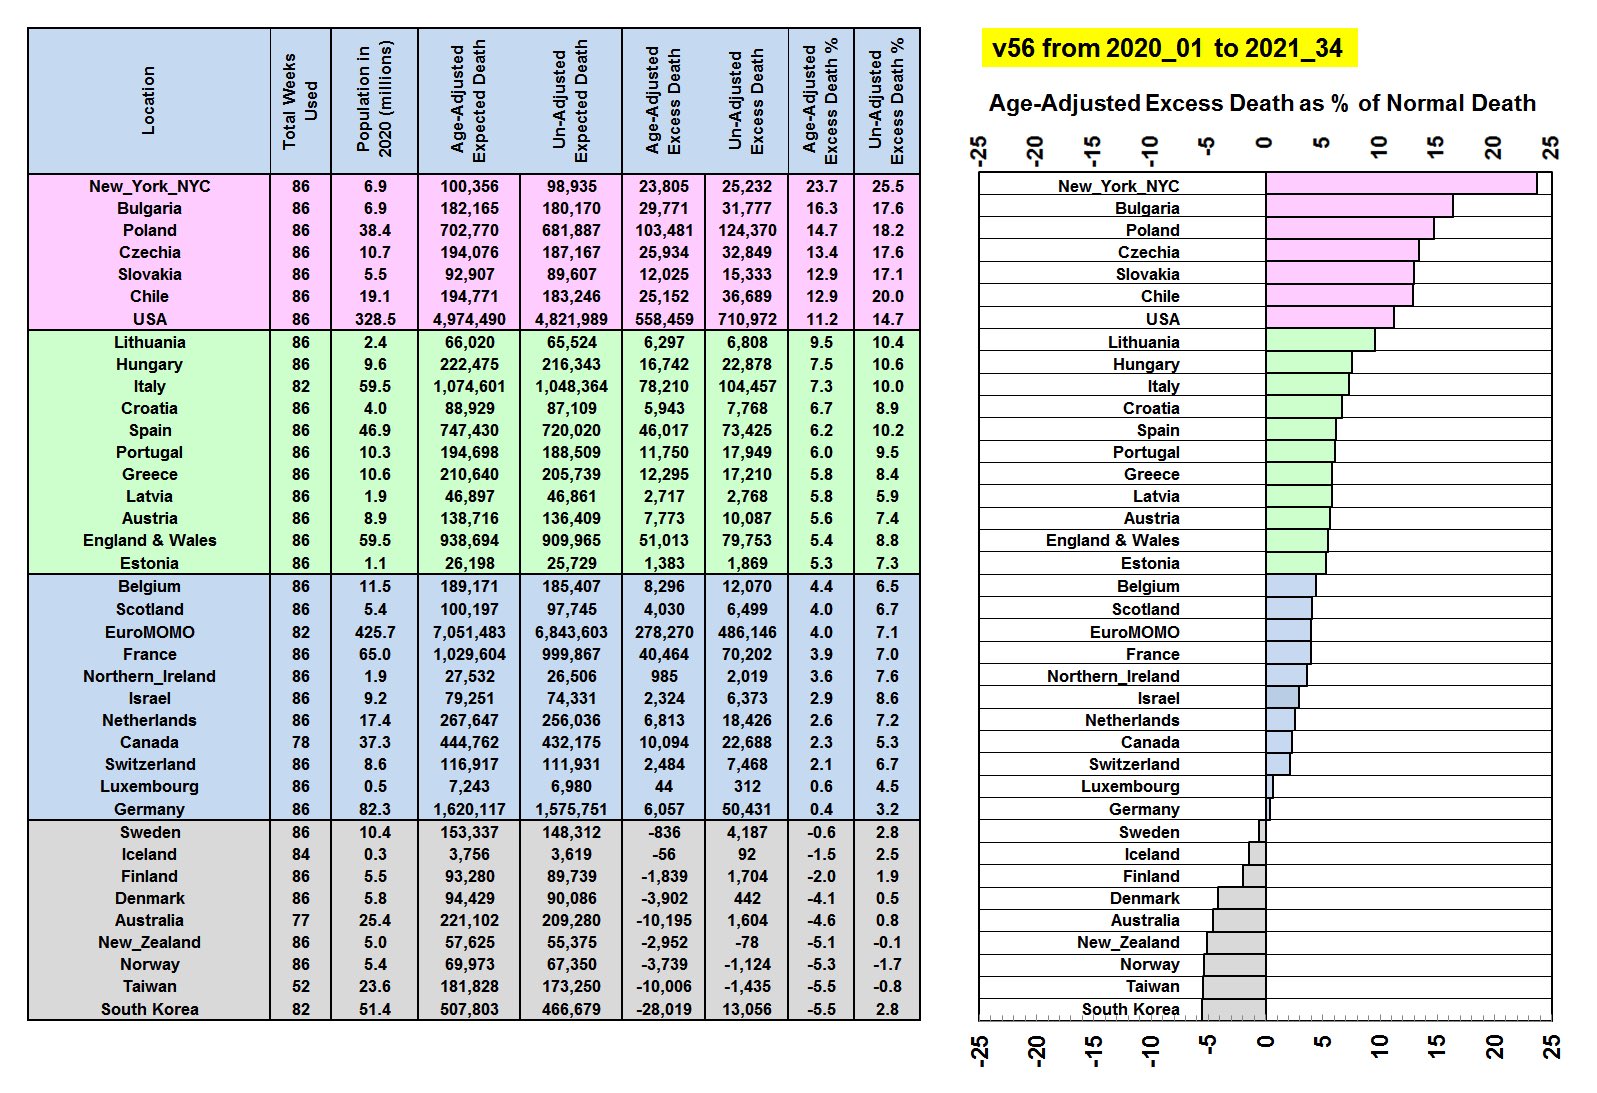 Location
Total Weeks
Used
Population in
2020 (millions)
Age-Adjusted
Expected Death
Un-Adjusted
Expected Death
Age-Adjusted
Excess Death
Un-Adjusted
Excess Death
Age-Adjusted
Excess Death %
Un-Adjusted
Excess Death %
New_York_NYC 86 6.9 100,356 98,935 23,805 25,232 23.7 25.5
Bulgaria 86 6.9 182,165 180,170 29,771 31,777 16.3 17.6
Poland 86 38.4 702,770 681,887 103,481 124,370 14.7 18.2
Czechia 86 10.7 194,076 187,167 25,934 32,849 13.4 17.6
Slovakia 86 5.5 92,907 89,607 12,025 15,333 12.9 17.1
Chile 86 19.1 194,771 183,246 25,152 36,689 12.9 20.0
USA 86 328.5 4,974,490 4,821,989 558,459 710,972 11.2 14.7
Lithuania 86 2.4 66,020 65,524 6,297 6,808 9.5 10.4
Hungary 86 9.6 222,475 216,343 16,742 22,878 7.5 10.6
Italy 82 59.5 1,074,601 1,048,364 78,210 104,457 7.3 10.0
Croatia 86 4.0 88,929 87,109 5,943 7,768 6.7 8.9
Spain 86 46.9 747,430 720,020 46,017 73,425 6.2 10.2
Portugal 86 10.3 194,698 188,509 11,750 17,949 6.0 9.5
Greece 86 10.6 210,640 205,739 12,295 17,210 5.8 8.4
Latvia 86 1.9 46,897 46,861 2,717 2,768 5.8 5.9
Austria 86 8.9 138,716 136,409 7,773 10,087 5.6 7.4
England & Wales 86 59.5 938,694 909,965 51,013 79,753 5.4 8.8
Estonia 86 1.1 26,198 25,729 1,383 1,869 5.3 7.3
Belgium 86 11.5 189,171 185,407 8,296 12,070 4.4 6.5
Scotland 86 5.4 100,197 97,745 4,030 6,499 4.0 6.7
EuroMOMO 82 425.7 7,051,483 6,843,603 278,270 486,146 4.0 7.1
France 86 65.0 1,029,604 999,867 40,464 70,202 3.9 7.0
Northern_Ireland 86 1.9 27,532 26,506 985 2,019 3.6 7.6
Israel 86 9.2 79,251 74,331 2,324 6,373 2.9 8.6
Netherlands 86 17.4 267,647 256,036 6,813 18,426 2.6 7.2
Canada 78 37.3 444,762 432,175 10,094 22,688 2.3 5.3
Switzerland 86 8.6 116,917 111,931 2,484 7,468 2.1 6.7
Luxembourg 86 0.5 7,243 6,980 44 312 0.6 4.5
Germany 86 82.3 1,620,117 1,575,751 6,057 50,431 0.4 3.2
Sweden 86 10.4 153,337 148,312 -836 4,187 -0.6 2.8
Iceland 84 0.3 3,756 3,619 -56 92 -1.5 2.5
Finland 86 5.5 93,280 89,739 -1,839 1,704 -2.0 1.9
Denmark 86 5.8 94,429 90,086 -3,902 442 -4.1 0.5
Australia 77 25.4 221,102 209,280 -10,195 1,604 -4.6 0.8
New_Zealand 86 5.0 57,625 55,375 -2,952 -78 -5.1 -0.1
Norway 86 5.4 69,973 67,350 -3,739 -1,124 -5.3 -1.7
Taiwan 52 23.6 181,828 173,250 -10,006 -1,435 -5.5 -0.8
South Korea 82 51.4 507,803 466,679 -28,019 13,056 -5.5 2.8
v56 from 2020_01 to 2021_34
Age-Adjusted Excess Death as % of Normal Death
-25 -20 -15 -10 -5 0 5 10 15 20 25
New_York_NYC
Bulgaria
Poland
Czechia
Slovakia
Chile
USA
Lithuania
Hungary
Italy
Croatia
Spain
Portugal
Greece
Latvia
Austria
England & Wales
Estonia
Belgium
Scotland
EuroMOMO
France
Northern_Ireland
Israel
Netherlands
Canada
Switzerland
Luxembourg
Germany
Sweden
Iceland
Finland
Denmark
Australia
New_Zealand
Norway
Taiwan
South Korea
-25 -20 -15 -10 -5 0 5 10 15 20 25